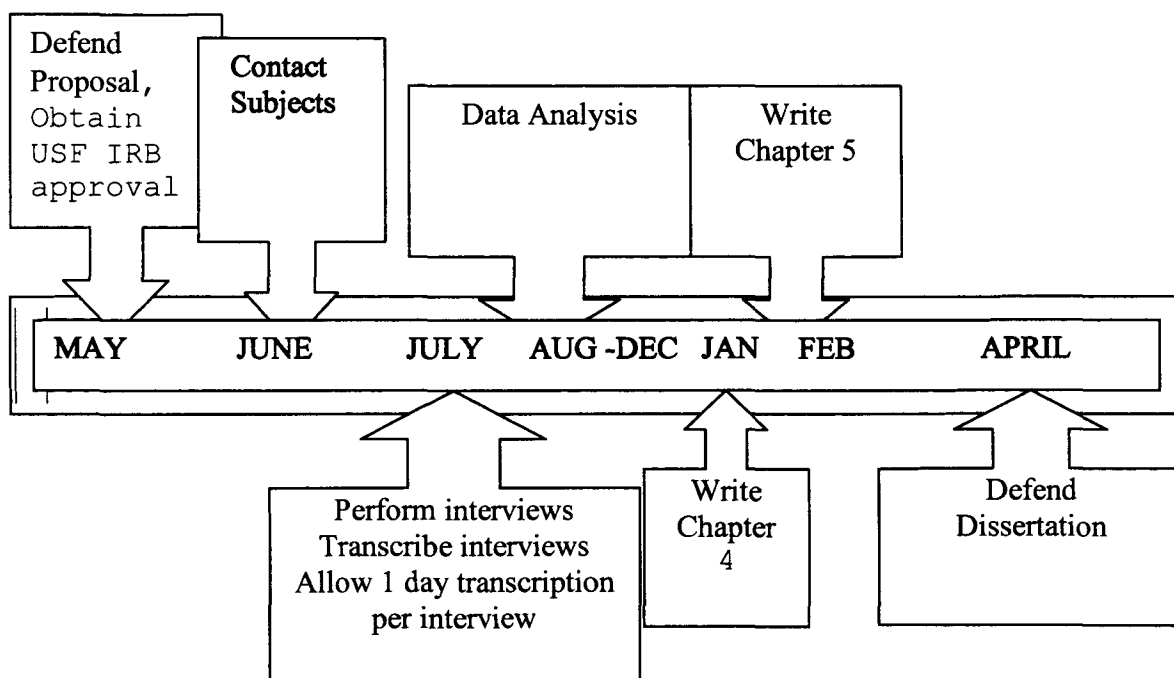 Defend
Proposal,
Obtain
USF IRB
approval
Contact
Subjects
Data Analysis
Write
Chapter 5
MAY JUNE JULY AUG -DEC JAN FEB APRIL
Perform interviews
Transcribe interviews
Allow 1 day transcription
per interview
Write
Chapter
4
Defend
Dissertation